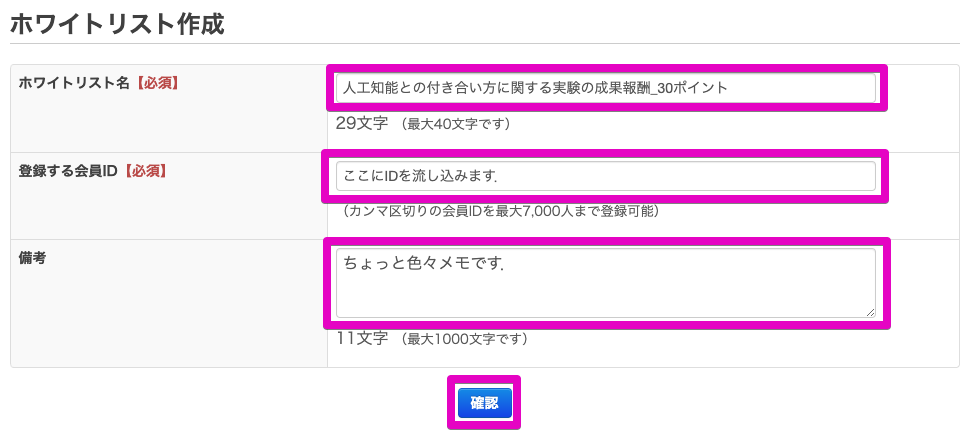 ホワイトリスト作成
ホワイトリスト名【必須】
人工知能との付き合い方に関する実験の成果報酬_30ポイント
29文字 （最大40文字です）
登録する会員ID【必須】
ここにIDを流し込みます.
（カンマ区切りの会員IDを最大7,000人まで登録可能）
備考
ちょっと色々メモです.
11文字 （最大1000文字です）
確認